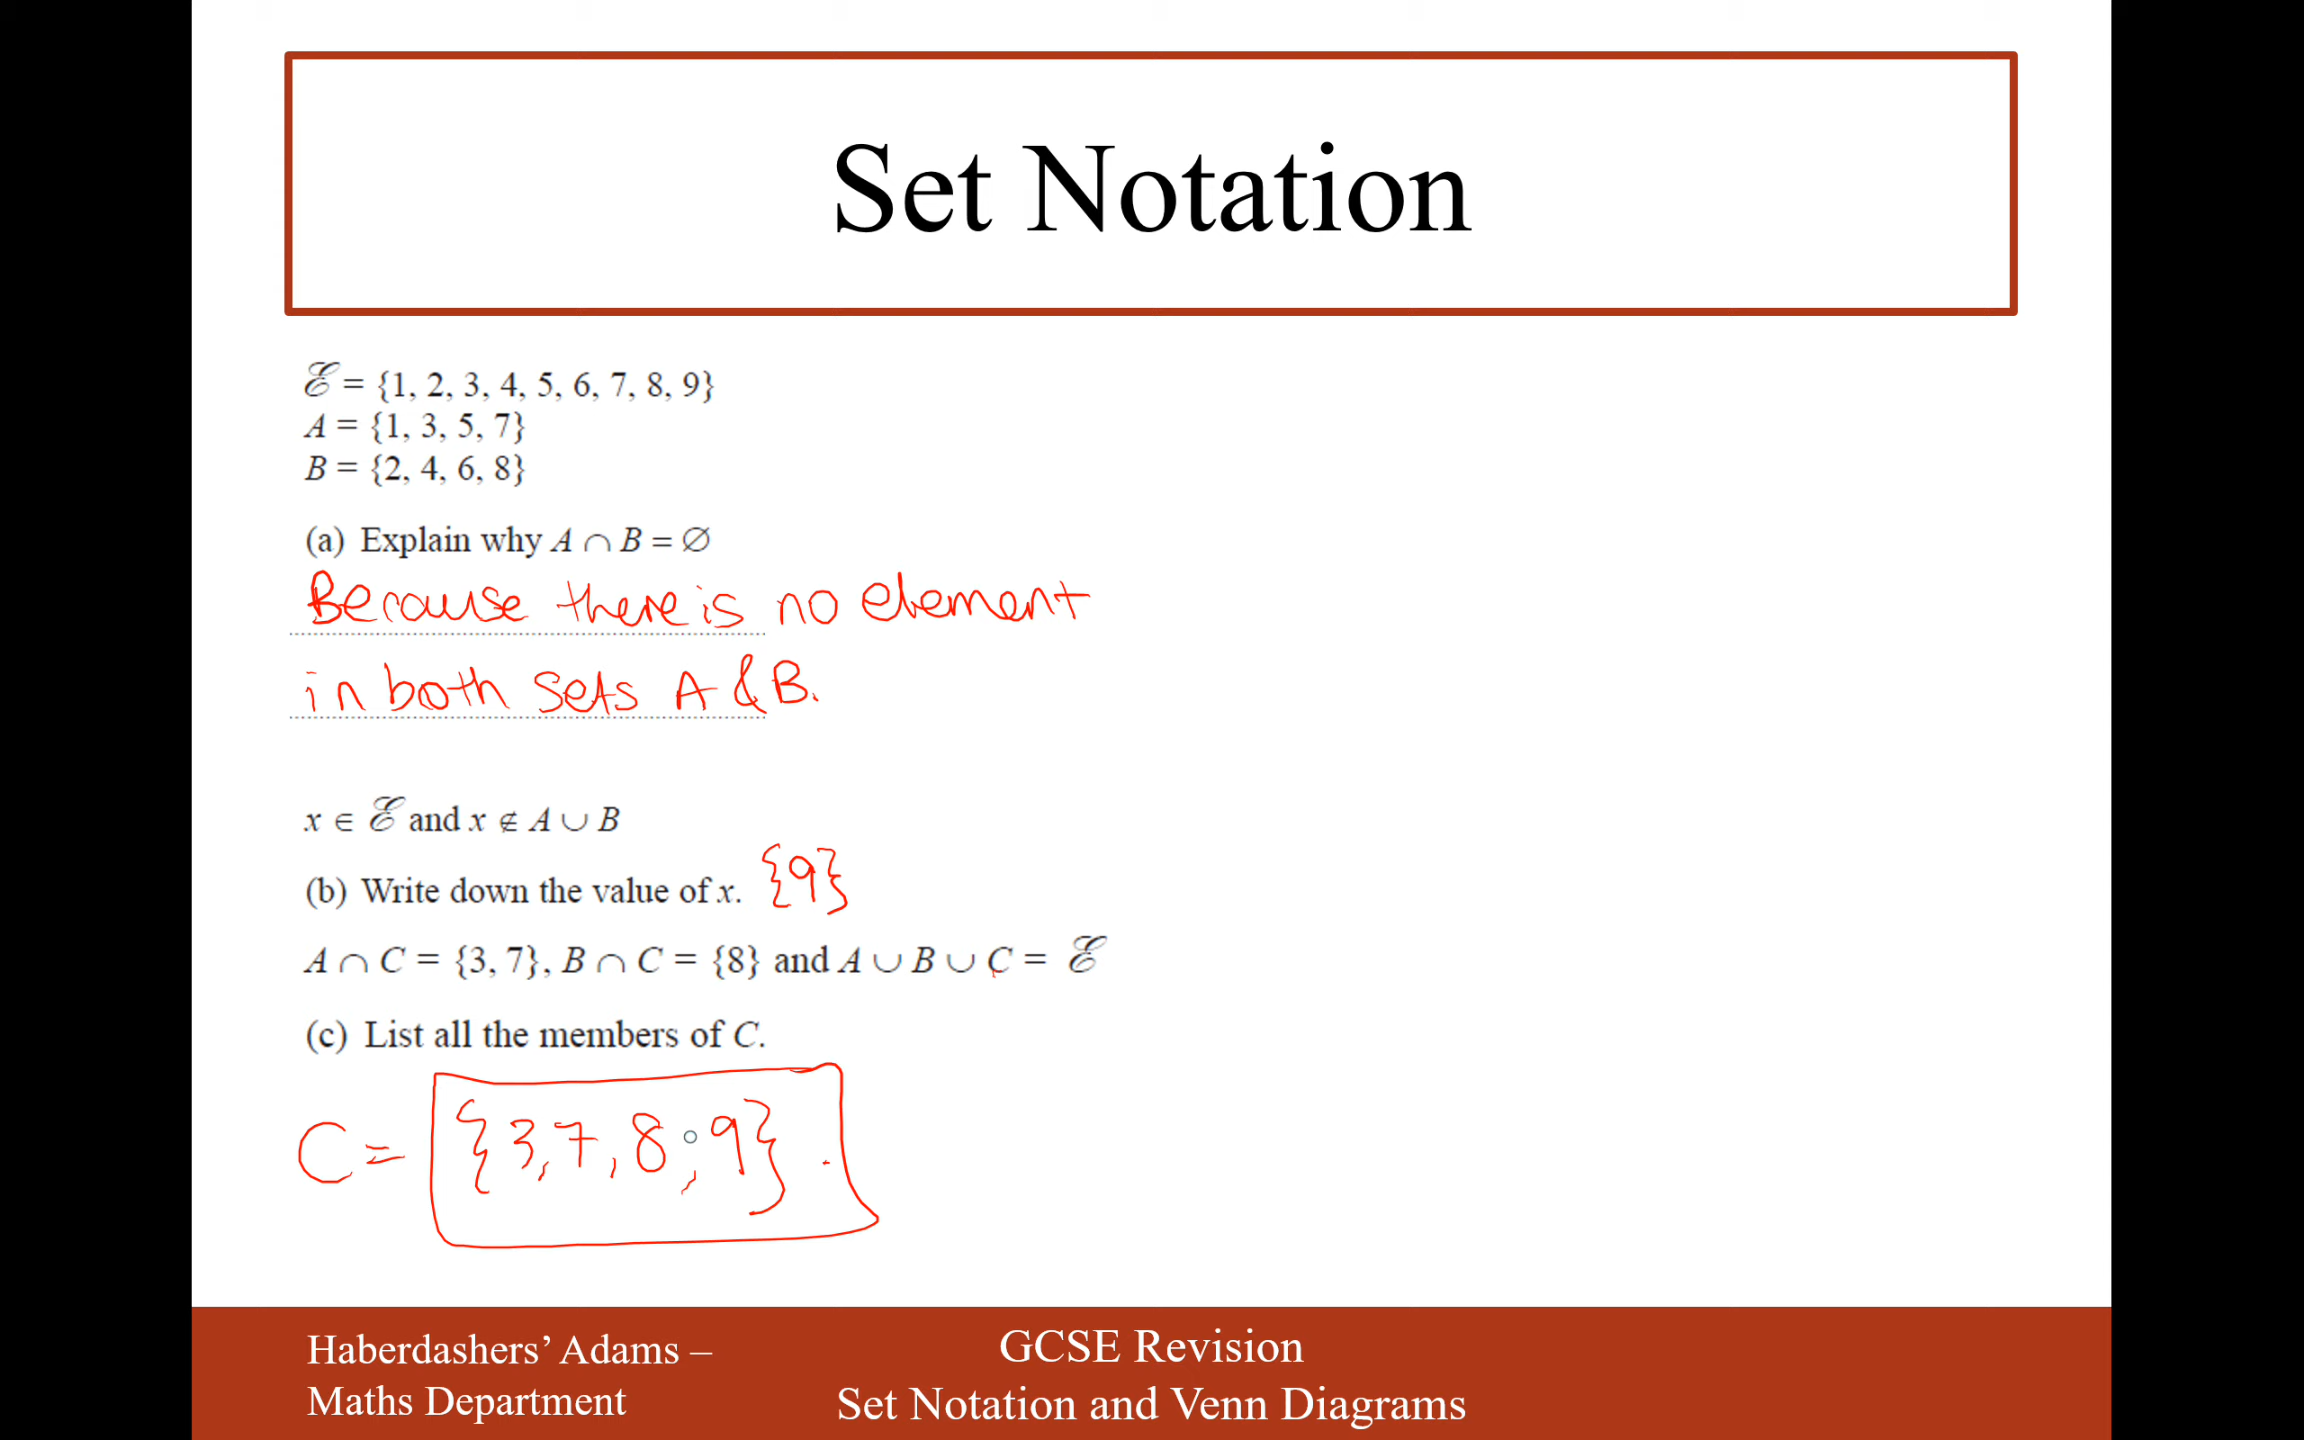 Set Notation
ℰ = {1, 2, 3, 4, 5, 6, 7, 8, 9}
A = {1, 3, 5, 7}
B = {2, 4, 6, 8}
(a) Explain why A ∩ B = ∅
Because there is no element
in both sets A & B.
x ∈ ℰ and x ∉ A ∪ B
(b) Write down the value of x. {9}
A ∩ C = {3, 7}, B ∩ C = {8} and A ∪ B ∪ C = ℰ
(c) List all the members of C.
C = {3, 7, 8, 9}.
Haberdashers’ Adams –
Maths Department
GCSE Revision
Set Notation and Venn Diagrams